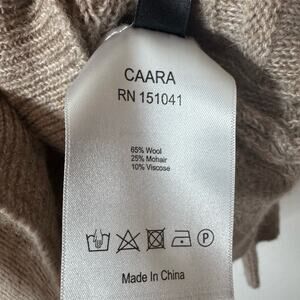 CAARA
RN 151041
65% Wool
25% Mohair
10% Viscose
P
Made In China